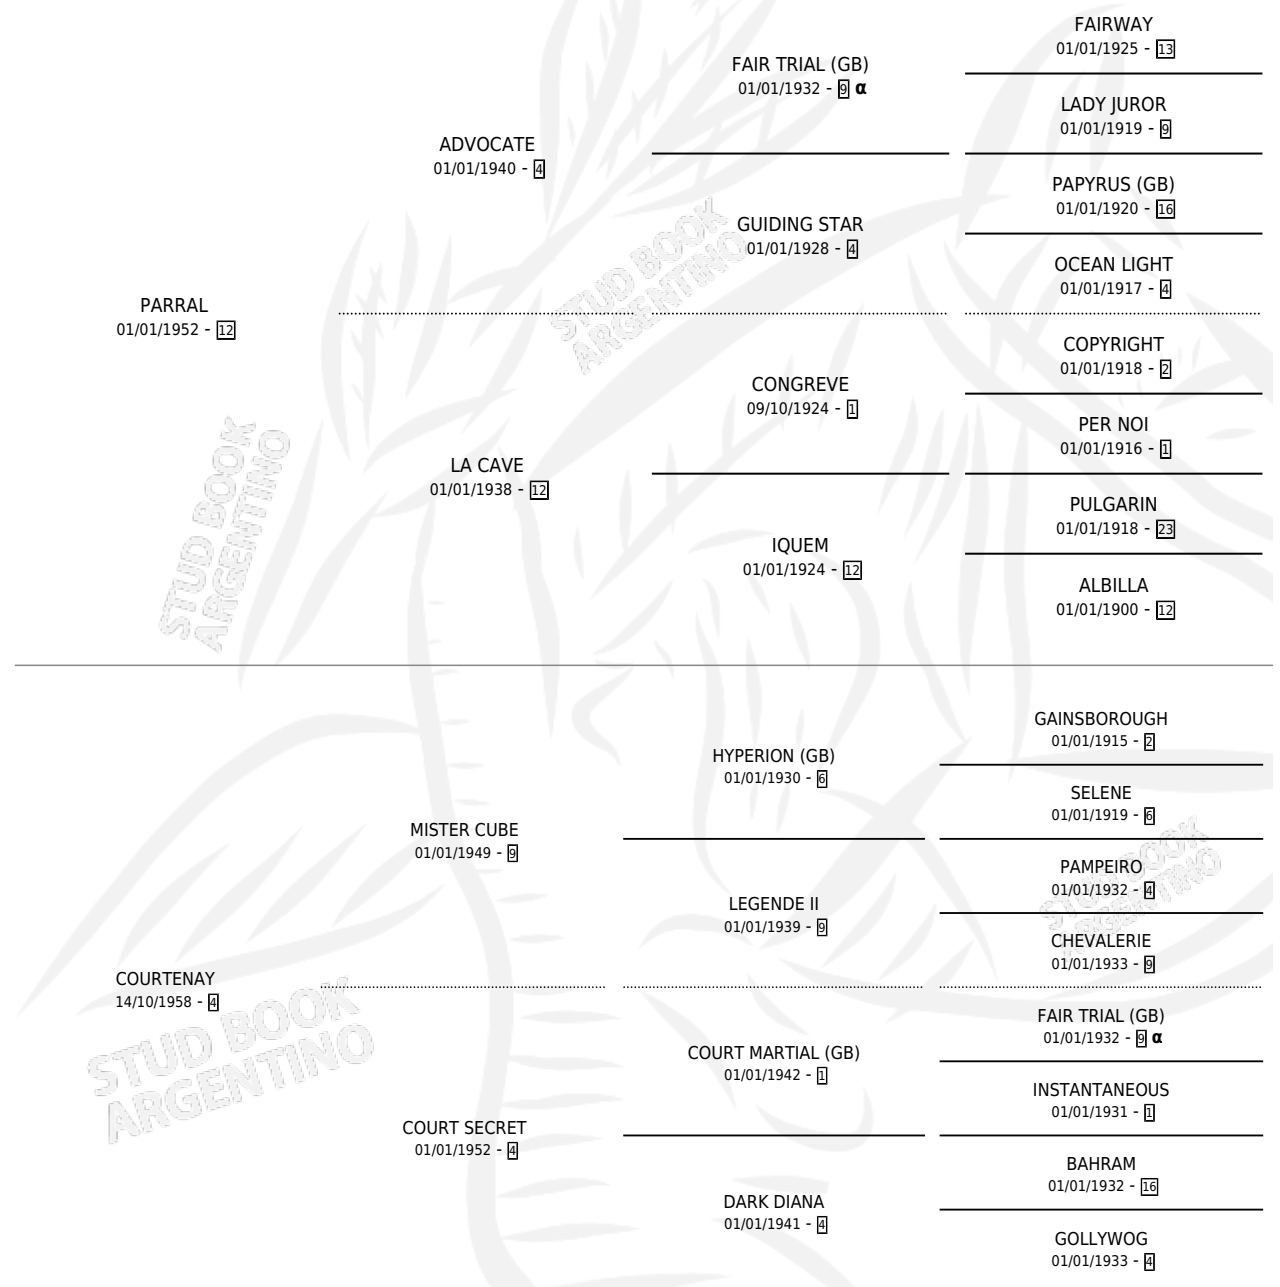 FAIRWAY
01/01/1925 - 13
FAIR TRIAL (GB)
01/01/1932 - 9 α
LADY JUROR
01/01/1919 - 9
ADVOCATE
01/01/1940 - 4
PAPYRUS (GB)
01/01/1920 - 16
GUIDING STAR
01/01/1928 - 4
OCEAN LIGHT
01/01/1917 - 4
PARRAL
01/01/1952 - 12
COPYRIGHT
01/01/1918 - 2
CONGREVE
09/10/1924 - 1
PER NOI
01/01/1916 - 1
LA CAVE
01/01/1938 - 12
PULGARIN
01/01/1918 - 23
IQUEM
01/01/1924 - 12
ALBILLA
01/01/1900 - 12
STUD BOOK
ARGENTINO
STUD BOOK
ARGENTINO
GAINSBOROUGH
01/01/1915 - 2
HYPERION (GB)
01/01/1930 - 6
SELENE
01/01/1919 - 6
MISTER CUBE
01/01/1949 - 9
PAMPEIRO
01/01/1932 - 4
LEGENDE II
01/01/1939 - 9
CHEVALERIE
01/01/1933 - 9
COURTENAY
14/10/1958 - 4
FAIR TRIAL (GB)
01/01/1932 - 9 α
COURT MARTIAL (GB)
01/01/1942 - 1
INSTANTANEOUS
01/01/1931 - 1
COURT SECRET
01/01/1952 - 4
BAHRAM
01/01/1932 - 16
DARK DIANA
01/01/1941 - 4
GOLLYWOG
01/01/1933 - 4
STUD BOOK
ARGENTINO
STUD BOOK
ARGENTINO